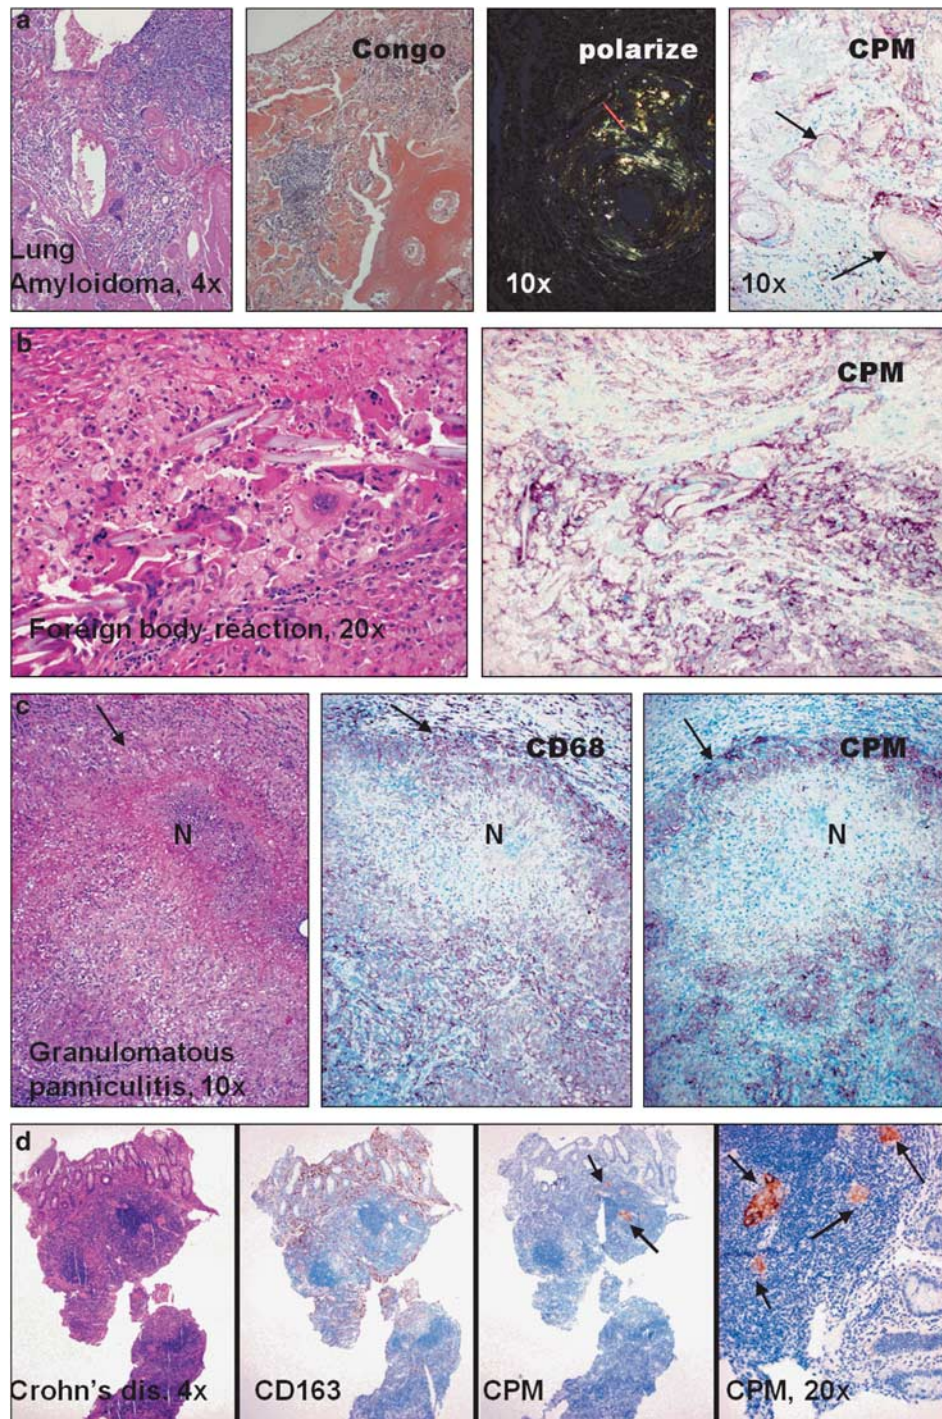 a
Congo
polarize
CPM
Lung
Amyloidoma, 4x
10x
10x
b
CPM
Foreign body reaction, 20x
c
CD68
CPM
N
N
N
Granulomatous
panniculitis, 10x
d
Crohn's dis. 4x
CD163
CPM
CPM, 20x